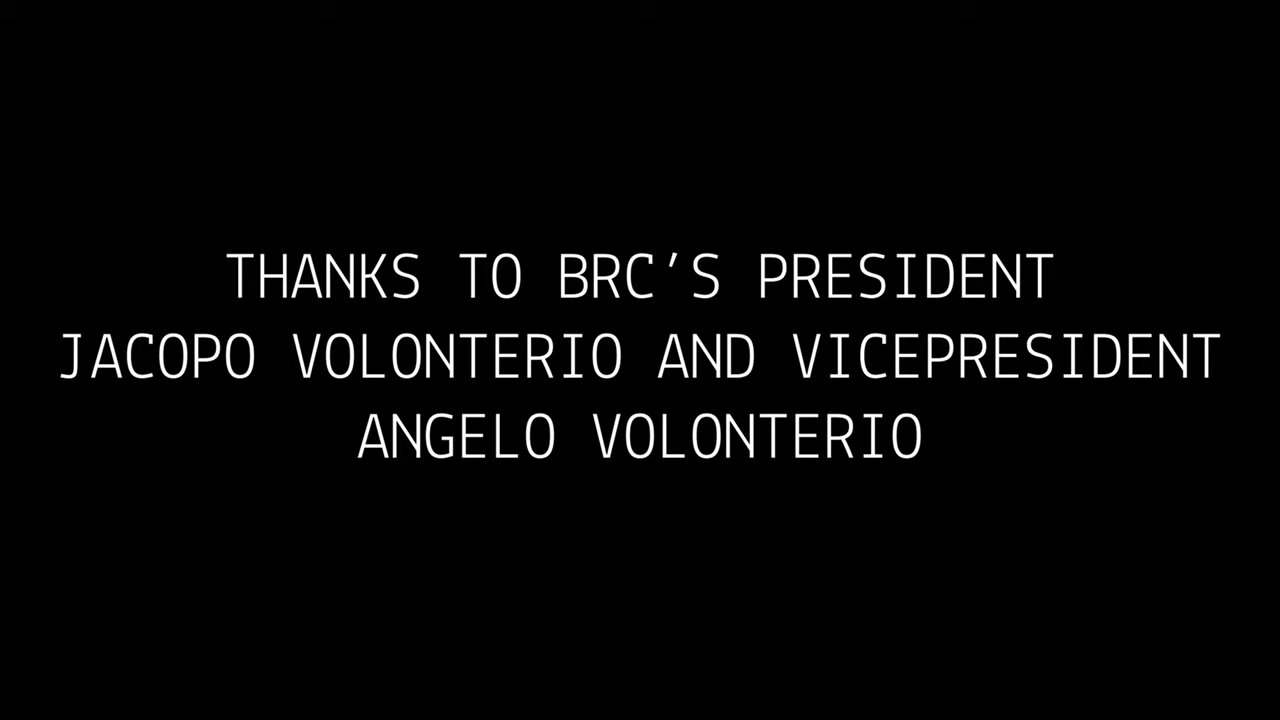 THANKS TO BRC'S PRESIDENT
JACOPO VOLONTERIO AND VICEPRESIDENT
ANGELO VOLONTERIO